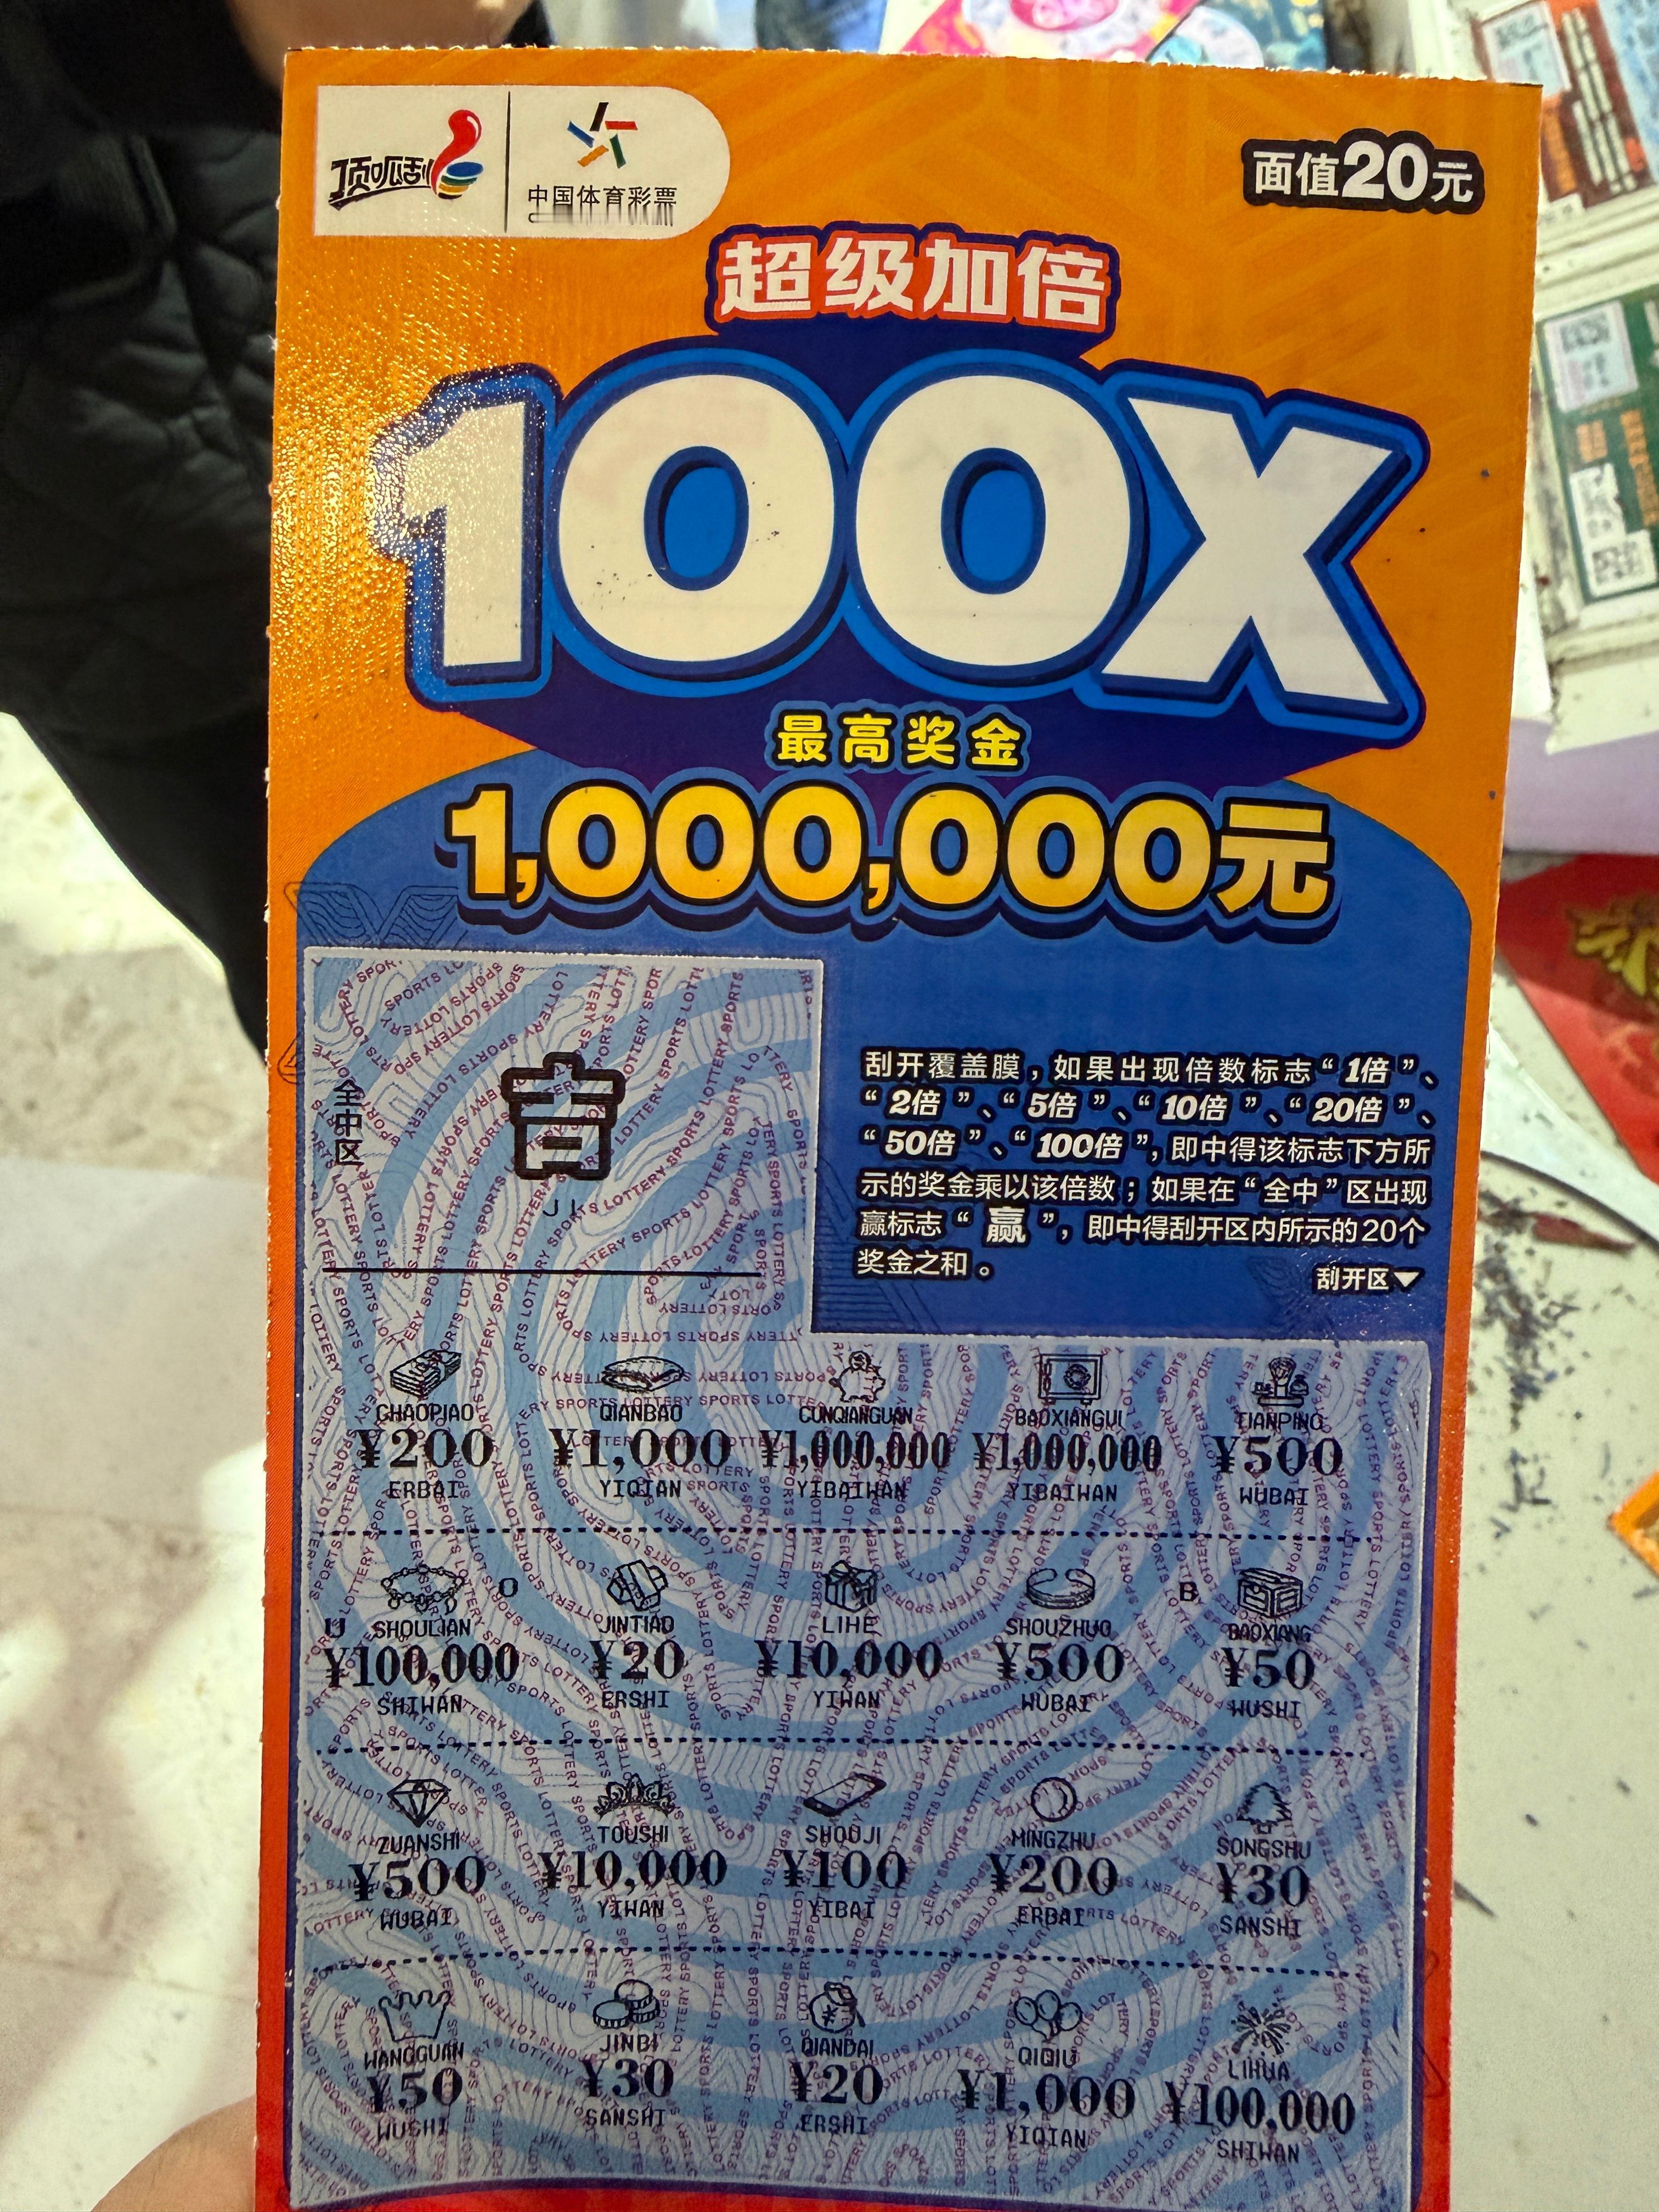 顶呱刮
中国体育彩票
面值20元
超级加倍
100X
最高奖金
1,000,000元
全中区
吉
JI
刮开覆盖膜，如果出现倍数标志“1倍”、
“2倍”、“5倍”、“10倍”、“20倍”、
“50倍”、“100倍”，即中得该标志下方所
示的奖金乘以该倍数；如果在“全中”区出现
赢标志“赢”，即中得刮开区内所示的20个
奖金之和。
刮开区▼
CHAOPIAO QIANBAO CUNQIANGUAN BAOXIANGUI TIANPING
¥200 ¥1,000 ¥1,000,000 ¥1,000,000 ¥500
ERBAI YIQIAN YIBAIWAN YIBAIWAN WUBAI
O B
U SHOULIAN JINTIAO LIHE SHOUZHUO BAOXIANG
¥100,000 ¥20 ¥10,000 ¥500 ¥50
SHIWAN ERSHI YIWAN WUBAI WUSHI
ZUANSHI TOUSHI SHOUJI MINGZHU SONGSHU
¥500 ¥10,000 ¥100 ¥200 ¥30
WUBAI YIWAN YIBAI ERBAI SANSHI
WANGGUAN JINBI QIANDAI QIQIU LIHUA
¥50 ¥30 ¥20 ¥1,000 ¥100,000
WUSHI SANSHI ERSHI YIQIAN SHIWAN